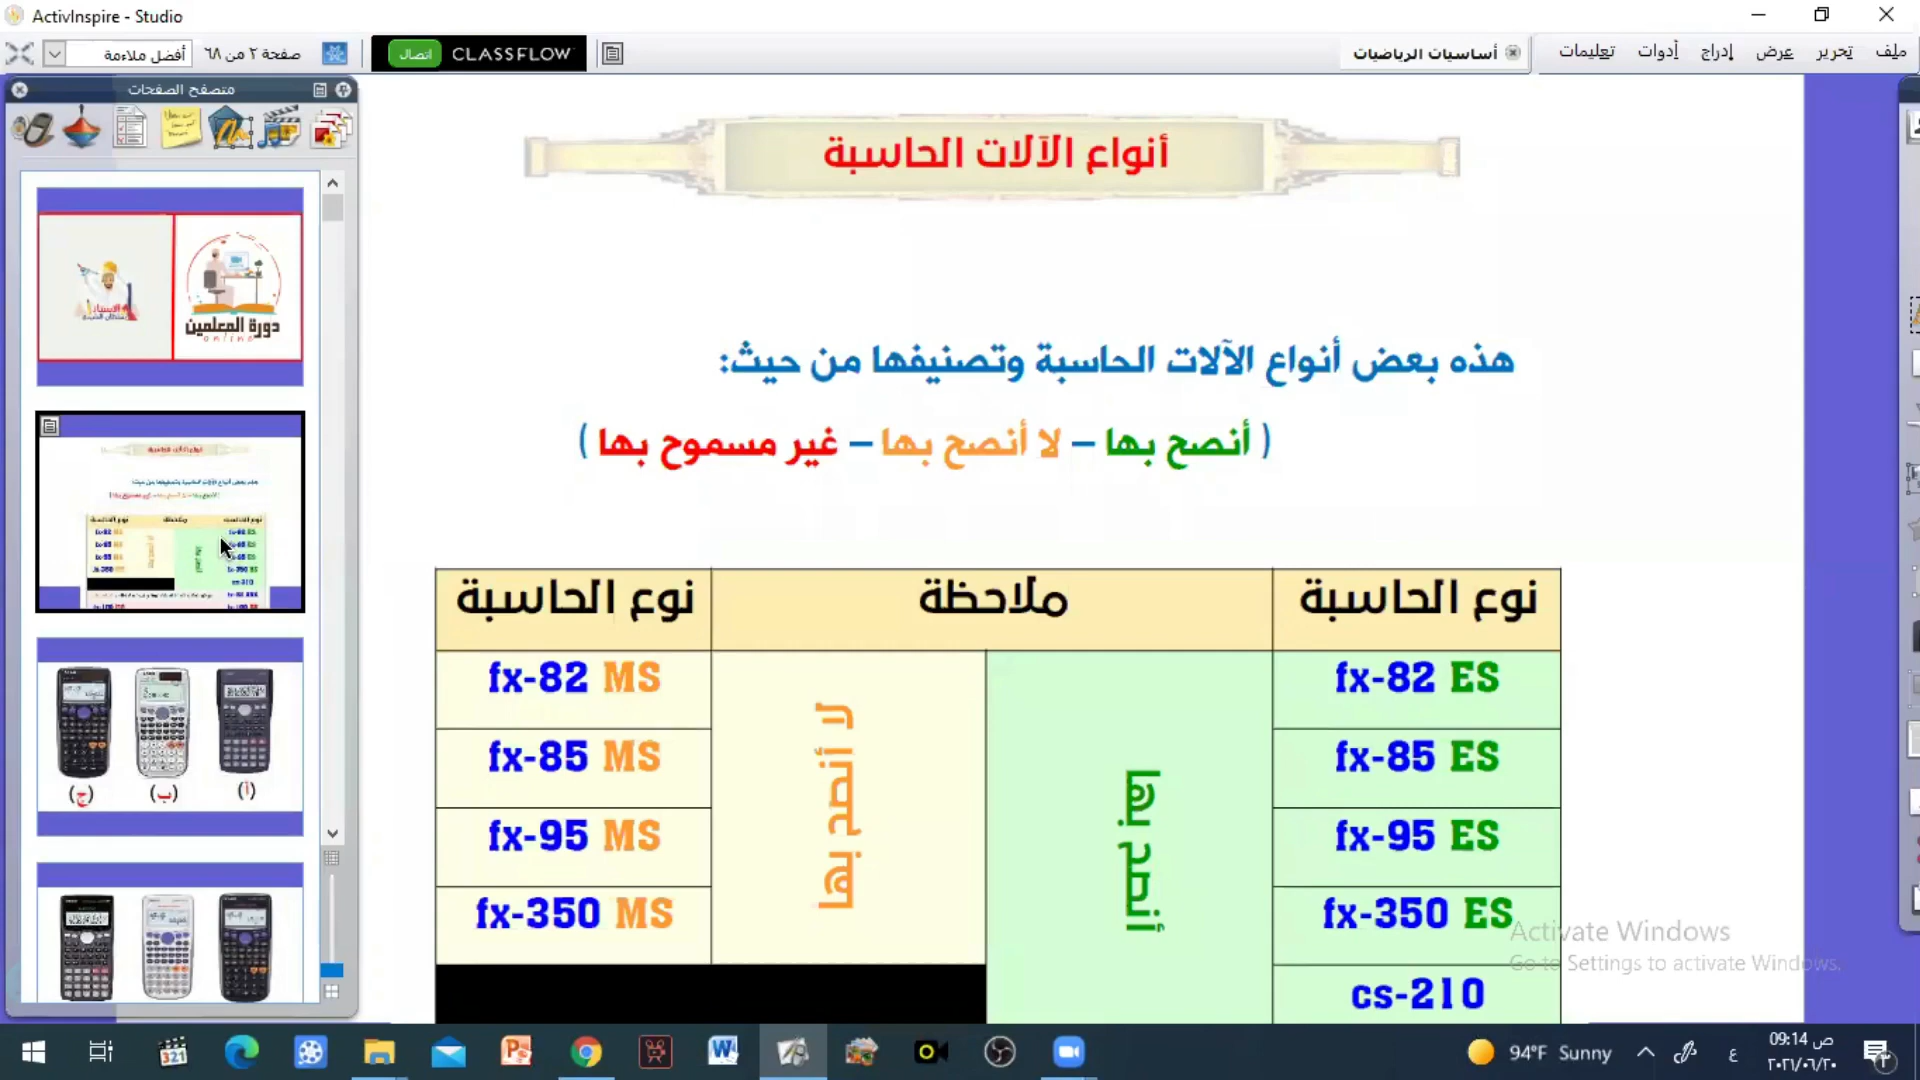 ActivInspire - Studio
ملف تحرير عرض إدراج أدوات تعليمات
أساسيات الرياضيات
CLASSFLOW اتصال
صفحة ٢ من ٦٨
أفضل ملاءمة
متصفح الصفحات
دورة المعلمين
online
الاستاذ
(أ) (ب) (ج)
أنواع الآلات الحاسبة
هذه بعض أنواع الآلات الحاسبة وتصنيفها من حيث:
( أنصح بها – لا أنصح بها – غير مسموح بها )
نوع الحاسبة ملاحظة نوع الحاسبة
fx-82 ES أنصح بها لا أنصح بها fx-82 MS
fx-85 ES fx-85 MS
fx-95 ES fx-95 MS
fx-350 ES fx-350 MS
cs-210
Activate Windows
Go to Settings to activate Windows.
94°F Sunny
ع
09:14 ص
٢٠٢١/٠٦/٢٠